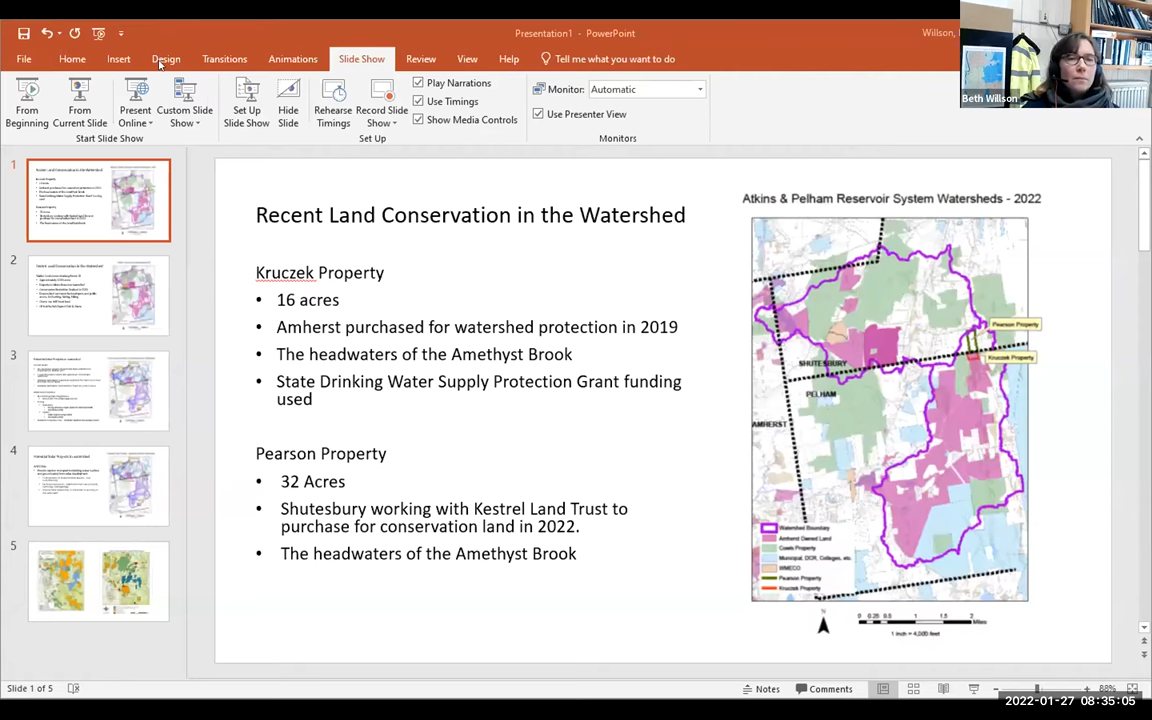 Presentation1 - PowerPoint
Willson,
File Home Insert Design Transitions Animations Slide Show Review View Help Tell me what you want to do
From Beginning
From Current Slide
Present Online
Custom Slide Show
Set Up Slide Show
Hide Slide
Rehearse Timings
Record Slide Show
Play Narrations
Use Timings
Show Media Controls
Monitor: Automatic
Use Presenter View
Start Slide Show
Set Up
Monitors
Beth Willson
1
2
3
4
5
Recent Land Conservation in the Watershed
Kruczek Property
• 16 acres
• Amherst purchased for watershed protection in 2019
• The headwaters of the Amethyst Brook
• State Drinking Water Supply Protection Grant funding
used
Pearson Property
• 32 Acres
• Shutesbury working with Kestrel Land Trust to
purchase for conservation land in 2022.
• The headwaters of the Amethyst Brook
Atkins & Pelham Reservoir System Watersheds - 2022
Pearson Property
Kruczek Property
SHUTESBURY
PELHAM
AMHERST
Watershed Boundary
Amherst Owned Land
Cowls Property
Municipal, DCR, Colleges, etc.
WMECO
Pearson Property
Kruczek Property
N
0 0.25 0.5 1 1.5 2
Miles
1 inch = 4,000 feet
Slide 1 of 5
Notes
Comments
88%
2022-01-27 08:35:05